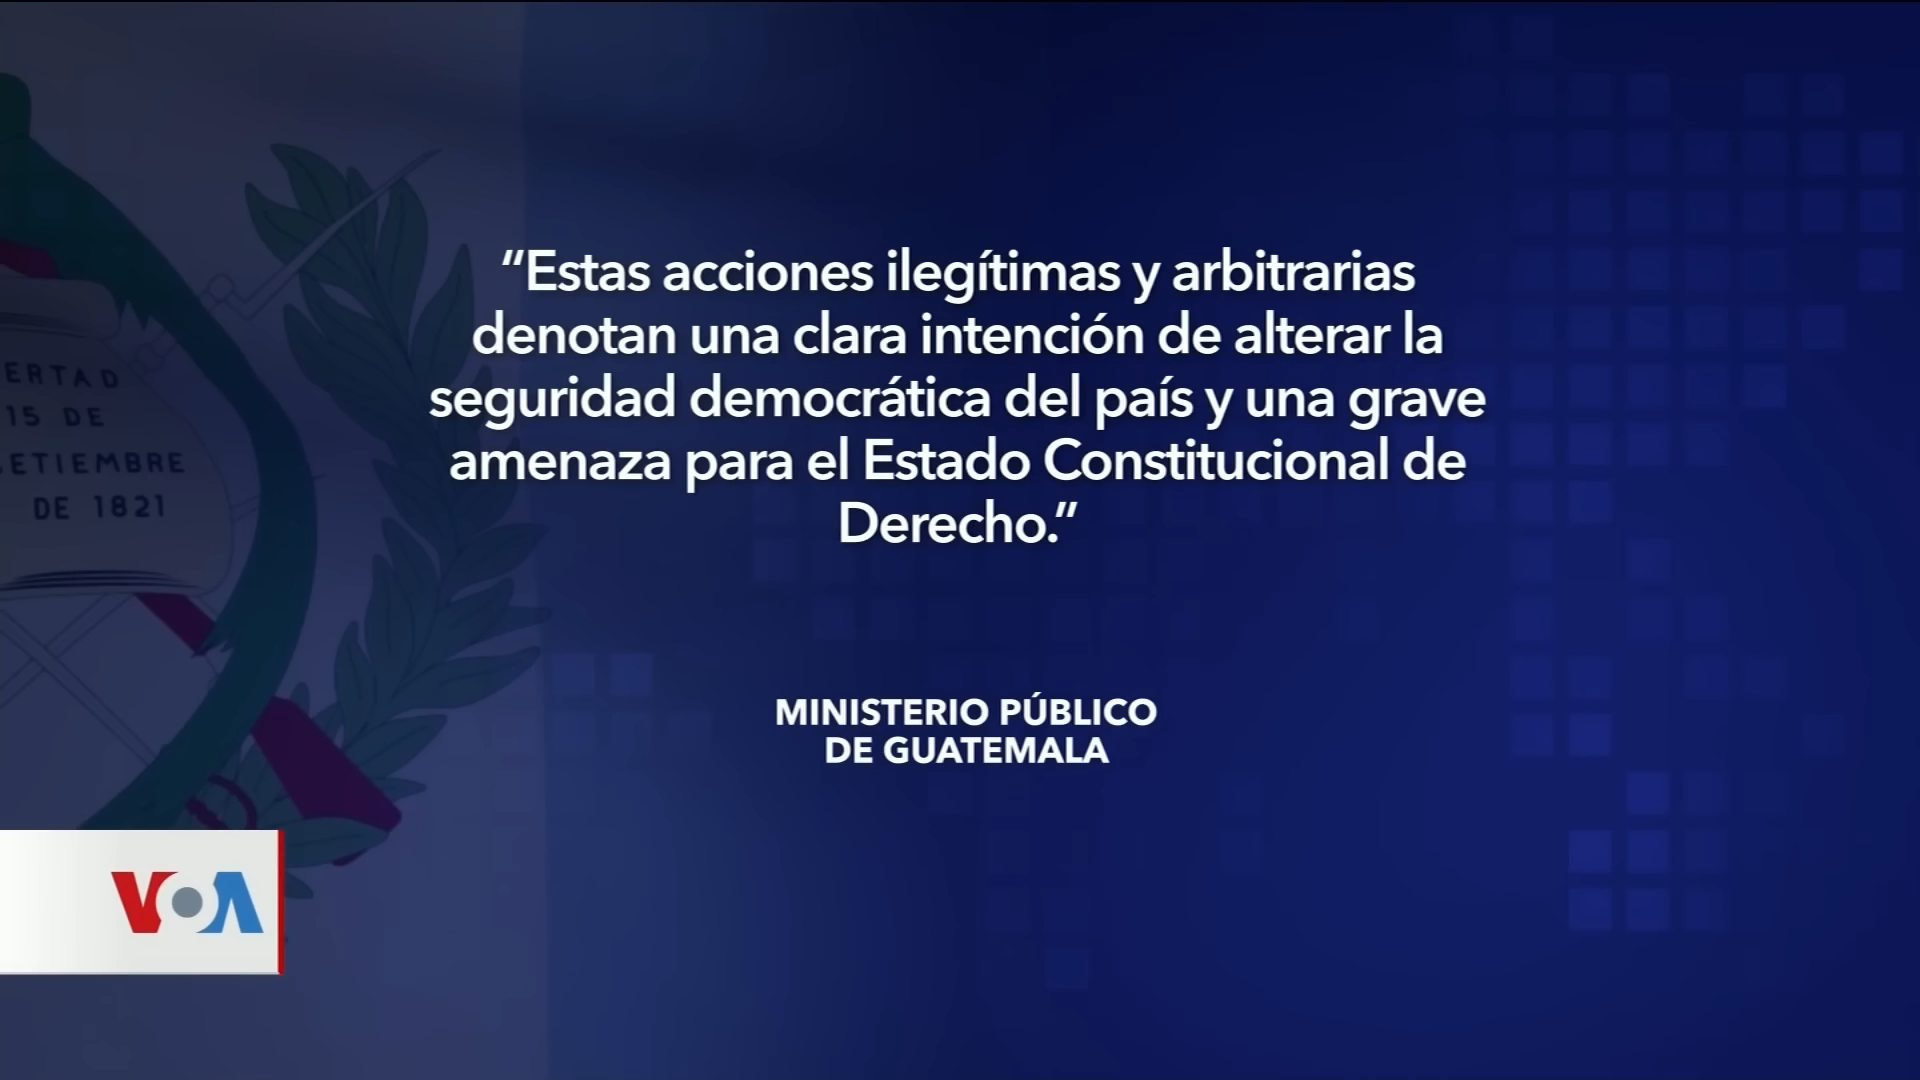 “Estas acciones ilegítimas y arbitrarias
denotan una clara intención de alterar la
seguridad democrática del país y una grave
amenaza para el Estado Constitucional de
Derecho.”
MINISTERIO PÚBLICO
DE GUATEMALA
ERTAD
15 DE
SETIEMBRE
DE 1821
VOA